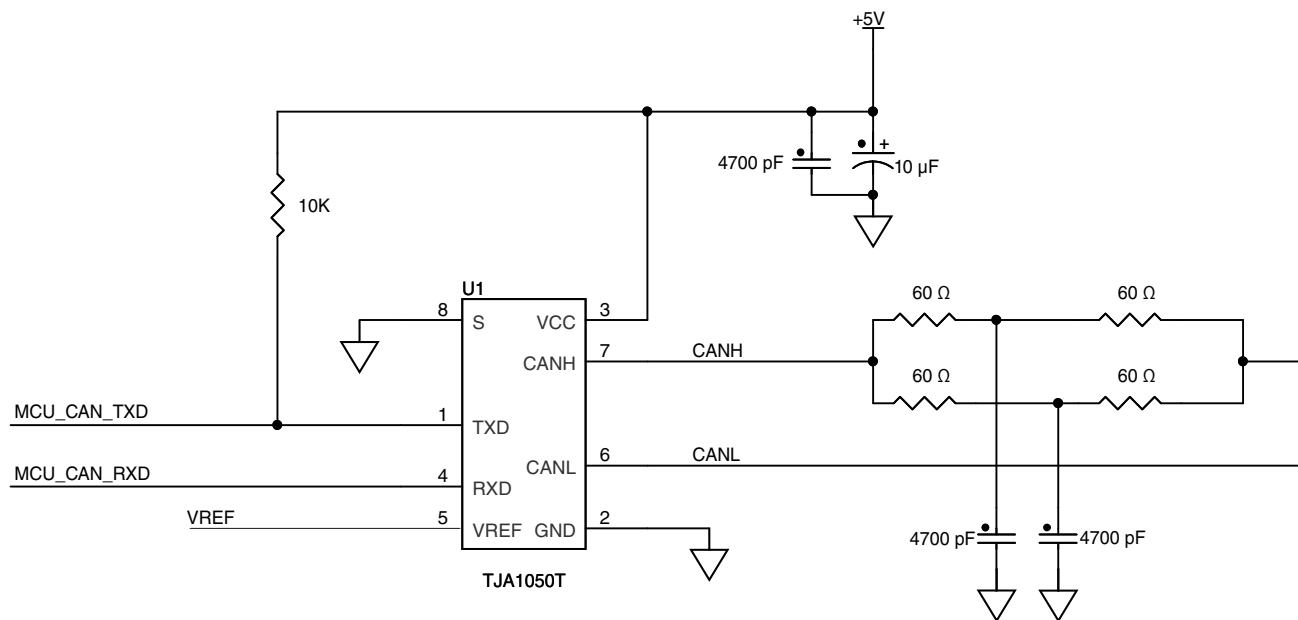 +5V
4700 pF
+
10 µF
10K
U1
8
S
VCC
3
60 Ω
60 Ω
CANH
7
CANH
60 Ω
60 Ω
MCU_CAN_TXD
1
TXD
MCU_CAN_RXD
4
RXD
CANL
6
CANL
VREF
5
VREF
GND
2
4700 pF
4700 pF
TJA1050T